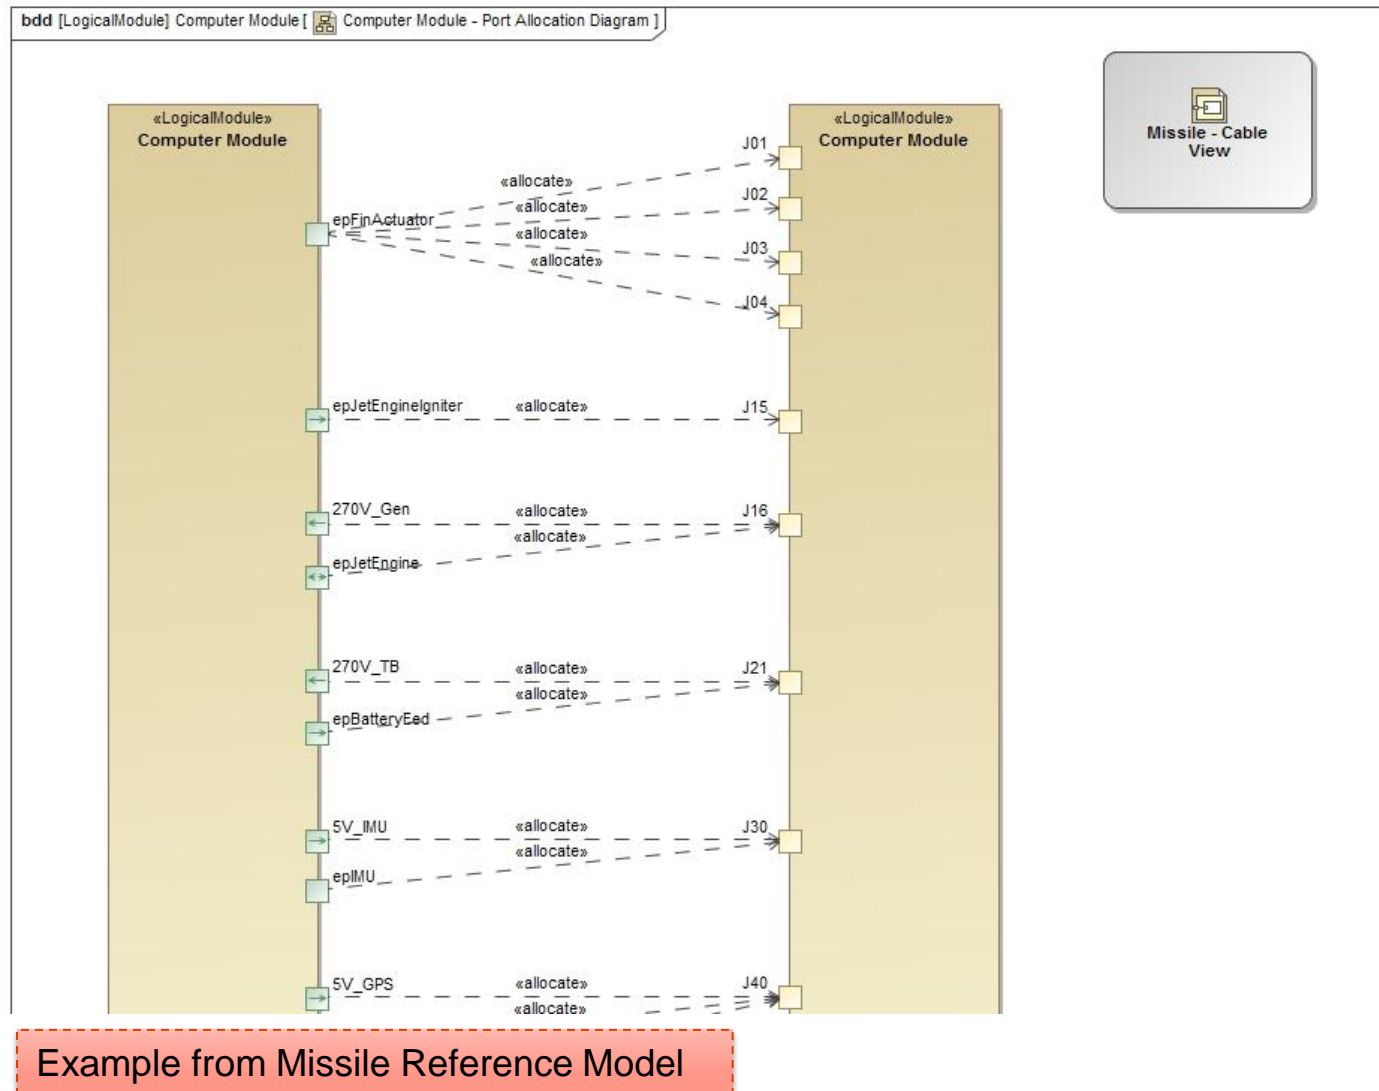 bdd [LogicalModule] Computer Module [ Computer Module - Port Allocation Diagram ]
«LogicalModule»
Computer Module
«LogicalModule»
Computer Module
Missile - Cable
View
epFinActuator
«allocate»
J01
«allocate»
J02
«allocate»
J03
«allocate»
J04
epJetEngineIgniter
«allocate»
J15
270V_Gen
«allocate»
J16
«allocate»
epJetEngine
270V_TB
«allocate»
J21
«allocate»
epBatteryEed
5V_IMU
«allocate»
J30
«allocate»
epIMU
5V_GPS
«allocate»
J40
«allocate»
Example from Missile Reference Model